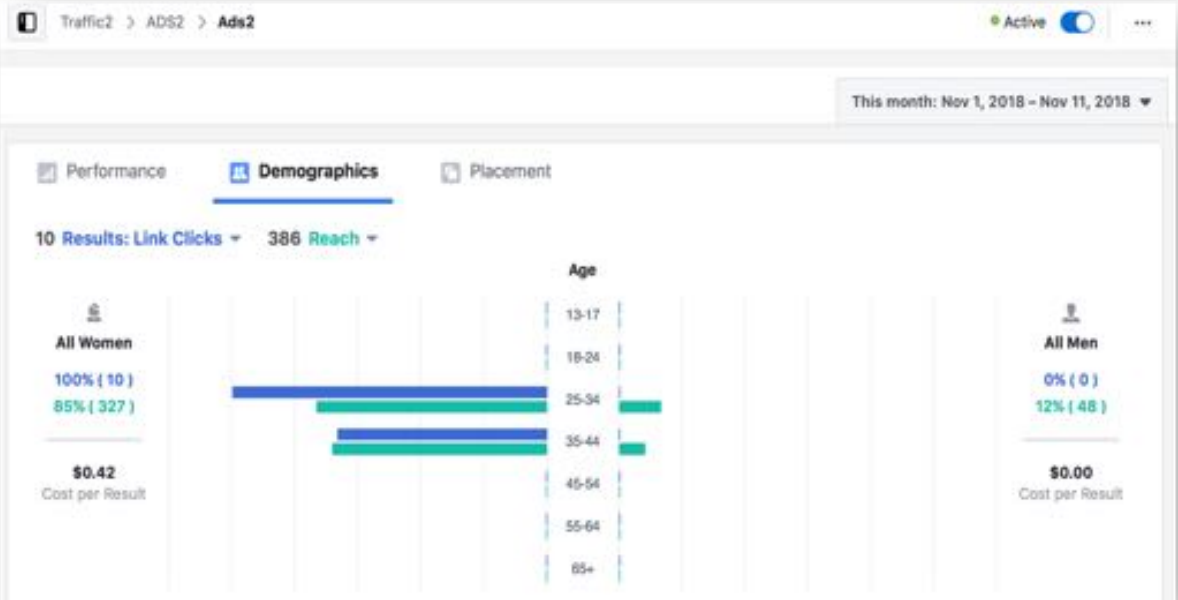 Traffic2 > ADS2 > Ads2
Active
...
This month: Nov 1, 2018 – Nov 11, 2018
Performance
Demographics
Placement
10 Results: Link Clicks
386 Reach
Age
13-17
18-24
25-34
35-44
45-54
55-64
65+
All Women
100% ( 10 )
85% ( 327 )
$0.42
Cost per Result
All Men
0% ( 0 )
12% ( 48 )
$0.00
Cost per Result